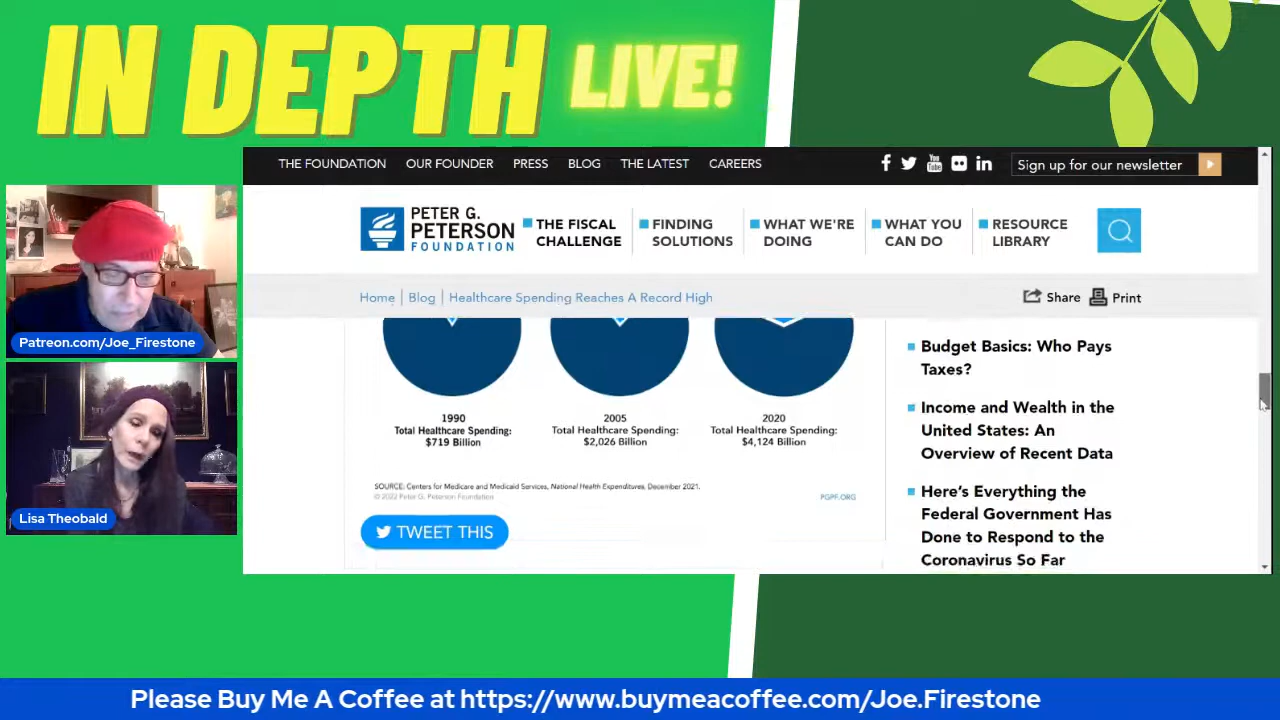 IN DEPTH LIVE!
THE FOUNDATION OUR FOUNDER PRESS BLOG THE LATEST CAREERS
Sign up for our newsletter
PETER G.
PETERSON
FOUNDATION
THE FISCAL
CHALLENGE
FINDING
SOLUTIONS
WHAT WE'RE
DOING
WHAT YOU
CAN DO
RESOURCE
LIBRARY
Home Blog Healthcare Spending Reaches A Record High
Share Print
1990
Total Healthcare Spending:
$719 Billion
2005
Total Healthcare Spending:
$2,026 Billion
2020
Total Healthcare Spending:
$4,124 Billion
SOURCE: Centers for Medicare and Medicaid Services, National Health Expenditures, December 2021.
© 2022 Peter G. Peterson Foundation
PGPF.ORG
TWEET THIS
Budget Basics: Who Pays
Taxes?
Income and Wealth in the
United States: An
Overview of Recent Data
Here's Everything the
Federal Government Has
Done to Respond to the
Coronavirus So Far
Patreon.com/Joe_Firestone
Lisa Theobald
Please Buy Me A Coffee at https://www.buymeacoffee.com/Joe.Firestone